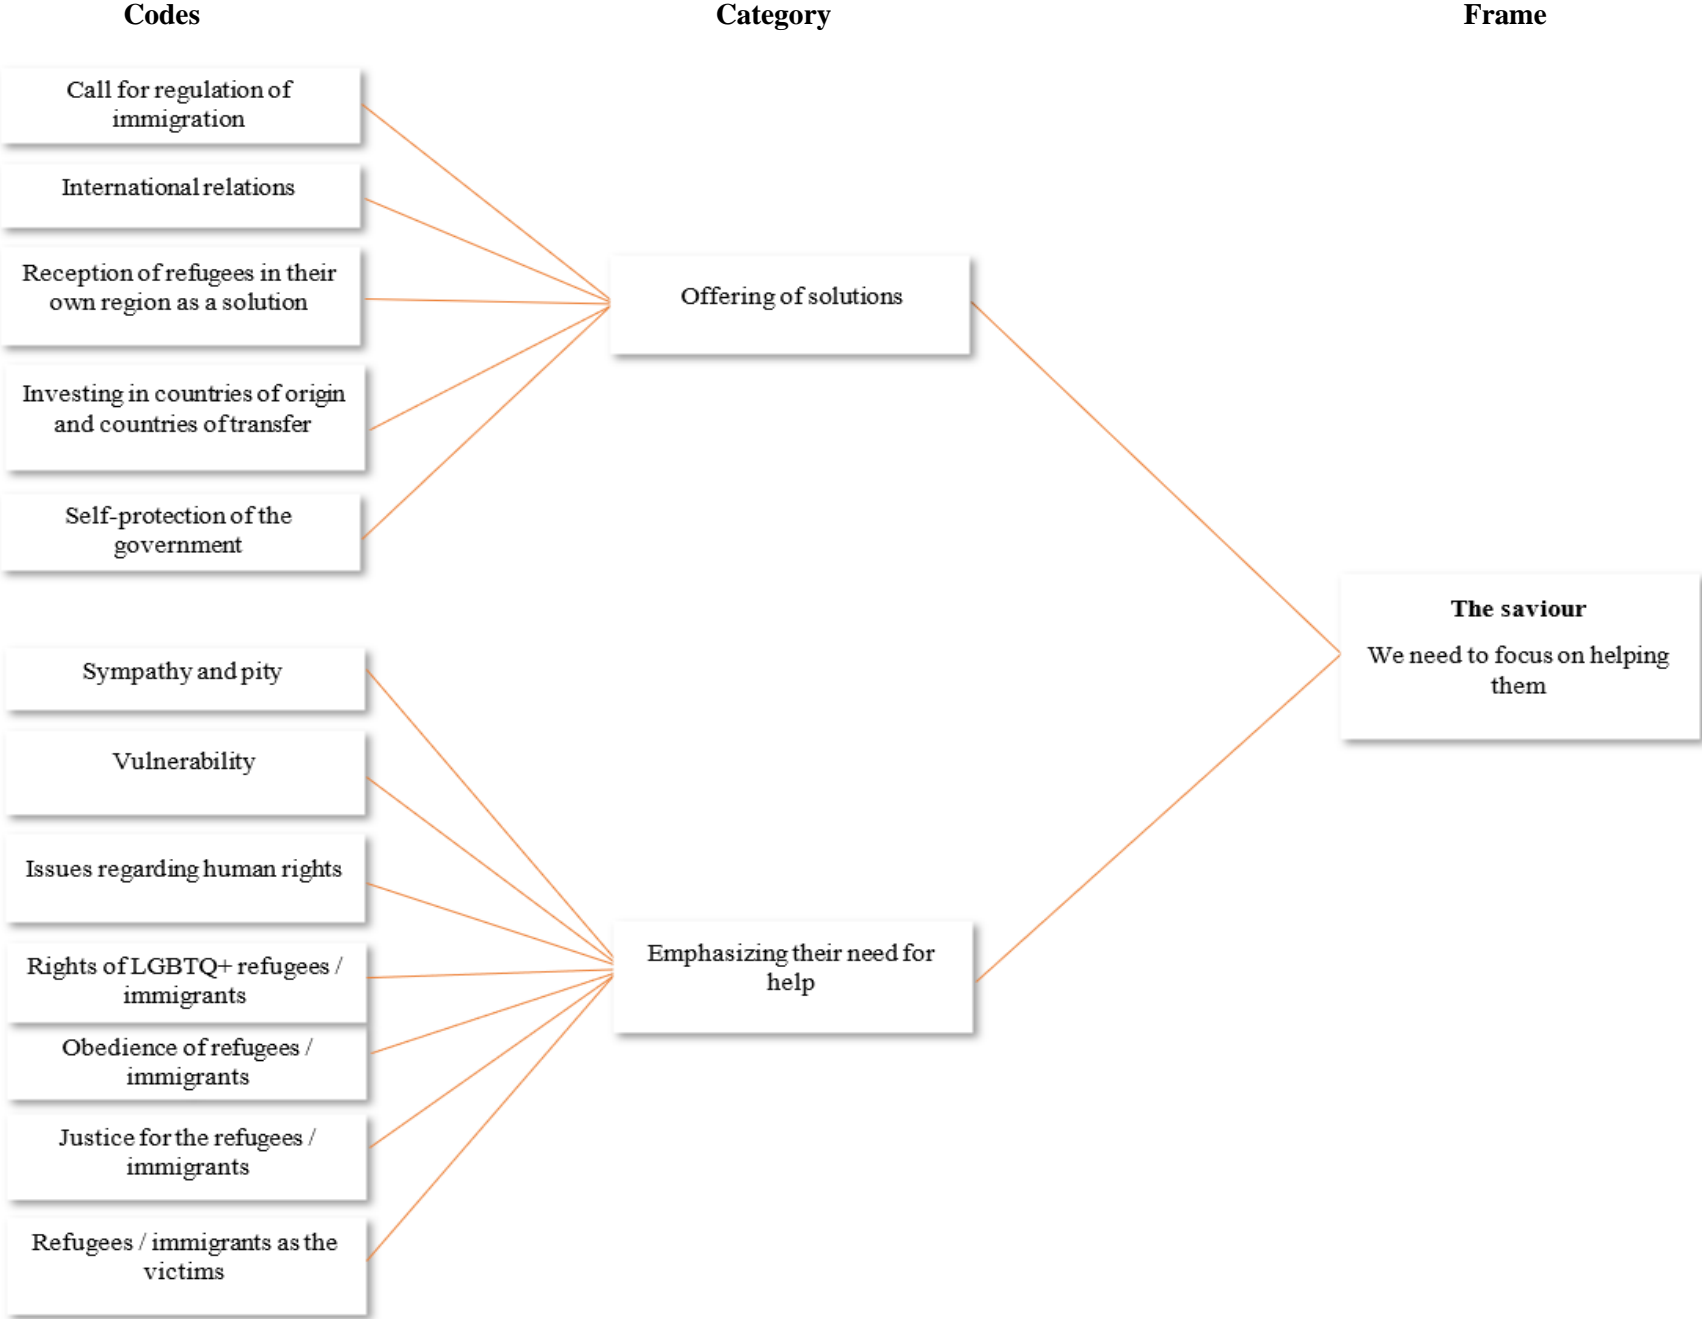 Codes
Category
Frame
Call for regulation of
immigration
International relations
Reception of refugees in their
own region as a solution
Investing in countries of origin
and countries of transfer
Self-protection of the
government
Offering of solutions
Sympathy and pity
Vulnerability
Issues regarding human rights
Rights of LGBTQ+ refugees /
immigrants
Obedience of refugees /
immigrants
Justice for the refugees /
immigrants
Refugees / immigrants as the
victims
Emphasizing their need for
help
The saviour
We need to focus on helping
them